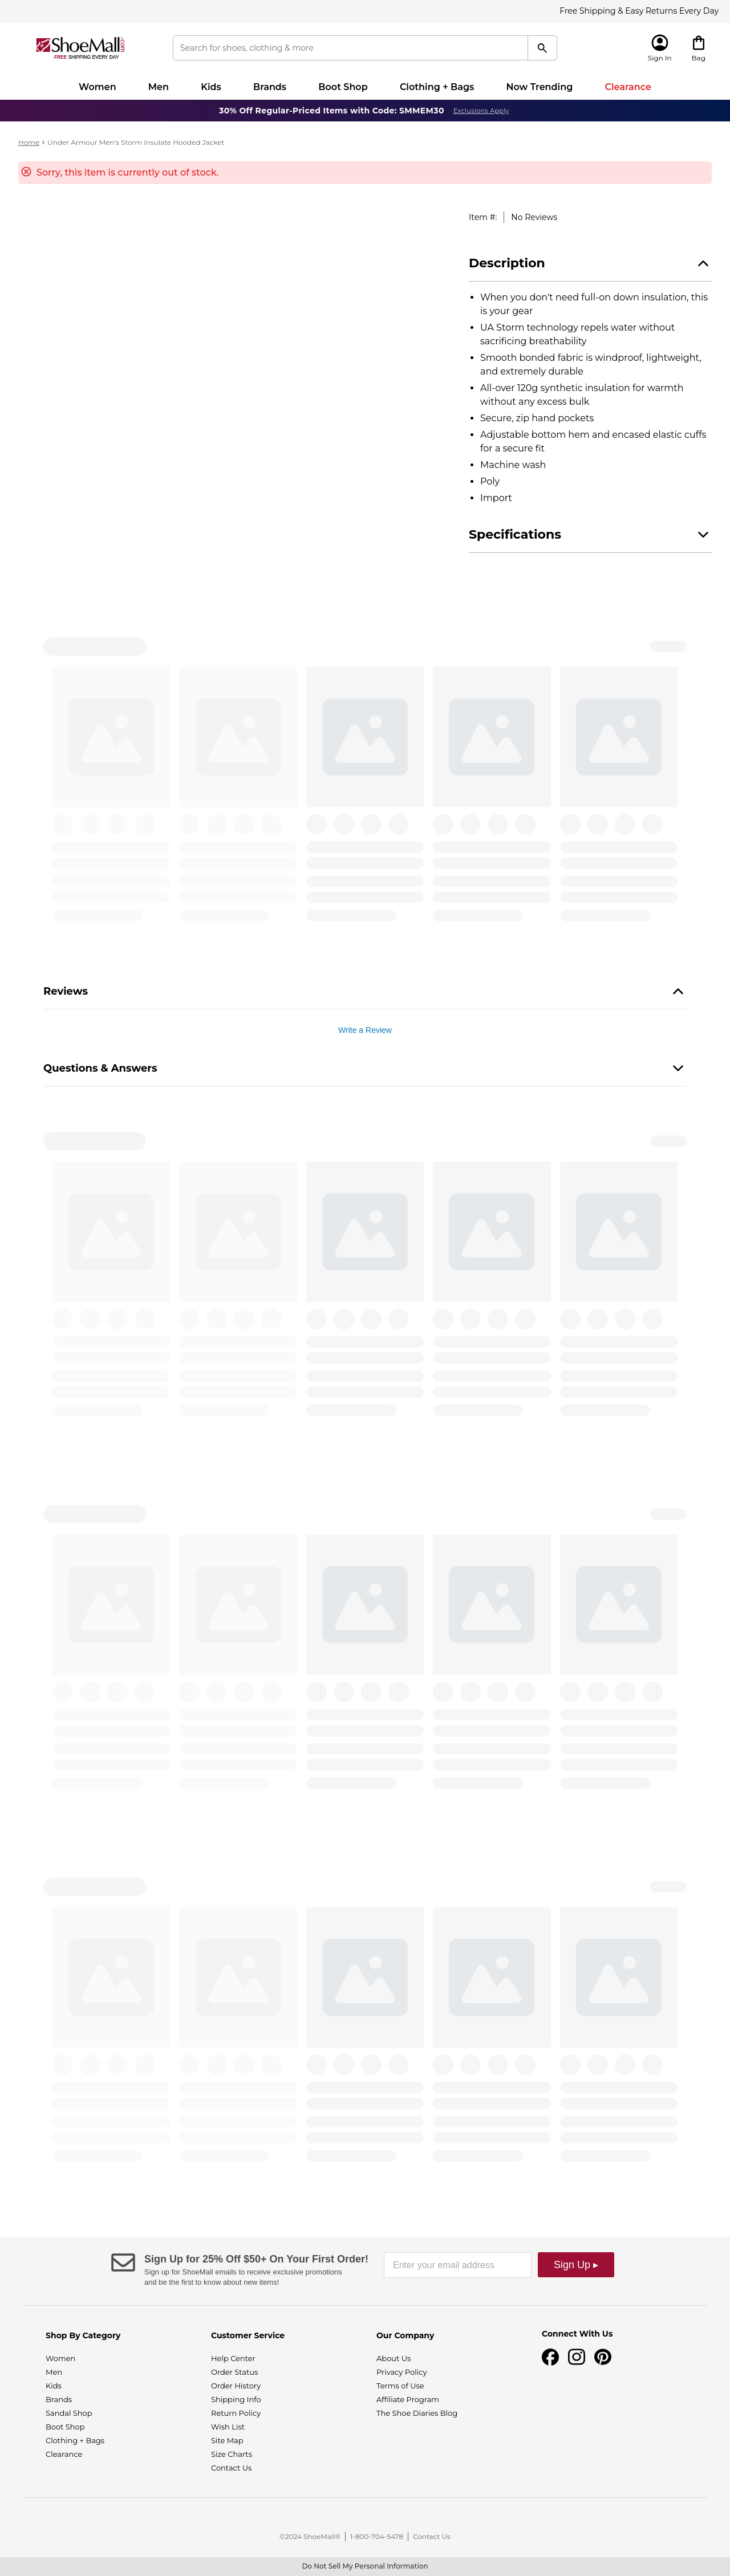 Free Shipping & Easy Returns Every Day
ShoeMall.COM
FREE SHIPPING EVERY DAY
Search for shoes, clothing & more
Sign In
Bag
Women Men Kids Brands Boot Shop Clothing + Bags Now Trending Clearance
30% Off Regular-Priced Items with Code: SMMEM30 Exclusions Apply
Home > Under Armour Men's Storm Insulate Hooded Jacket
Sorry, this item is currently out of stock.
Item #: No Reviews
Description
• When you don't need full-on down insulation, this
is your gear
• UA Storm technology repels water without
sacrificing breathability
• Smooth bonded fabric is windproof, lightweight,
and extremely durable
• All-over 120g synthetic insulation for warmth
without any excess bulk
• Secure, zip hand pockets
• Adjustable bottom hem and encased elastic cuffs
for a secure fit
• Machine wash
• Poly
• Import
Specifications
Reviews
Write a Review
Questions & Answers
Sign Up for 25% Off $50+ On Your First Order!
Sign up for ShoeMall emails to receive exclusive promotions
and be the first to know about new items!
Enter your email address
Sign Up ▸
Shop By Category
Women
Men
Kids
Brands
Sandal Shop
Boot Shop
Clothing + Bags
Clearance
Customer Service
Help Center
Order Status
Order History
Shipping Info
Return Policy
Wish List
Site Map
Size Charts
Contact Us
Our Company
About Us
Privacy Policy
Terms of Use
Affiliate Program
The Shoe Diaries Blog
Connect With Us
©2024 ShoeMall® | 1-800-704-5478 | Contact Us
Do Not Sell My Personal Information